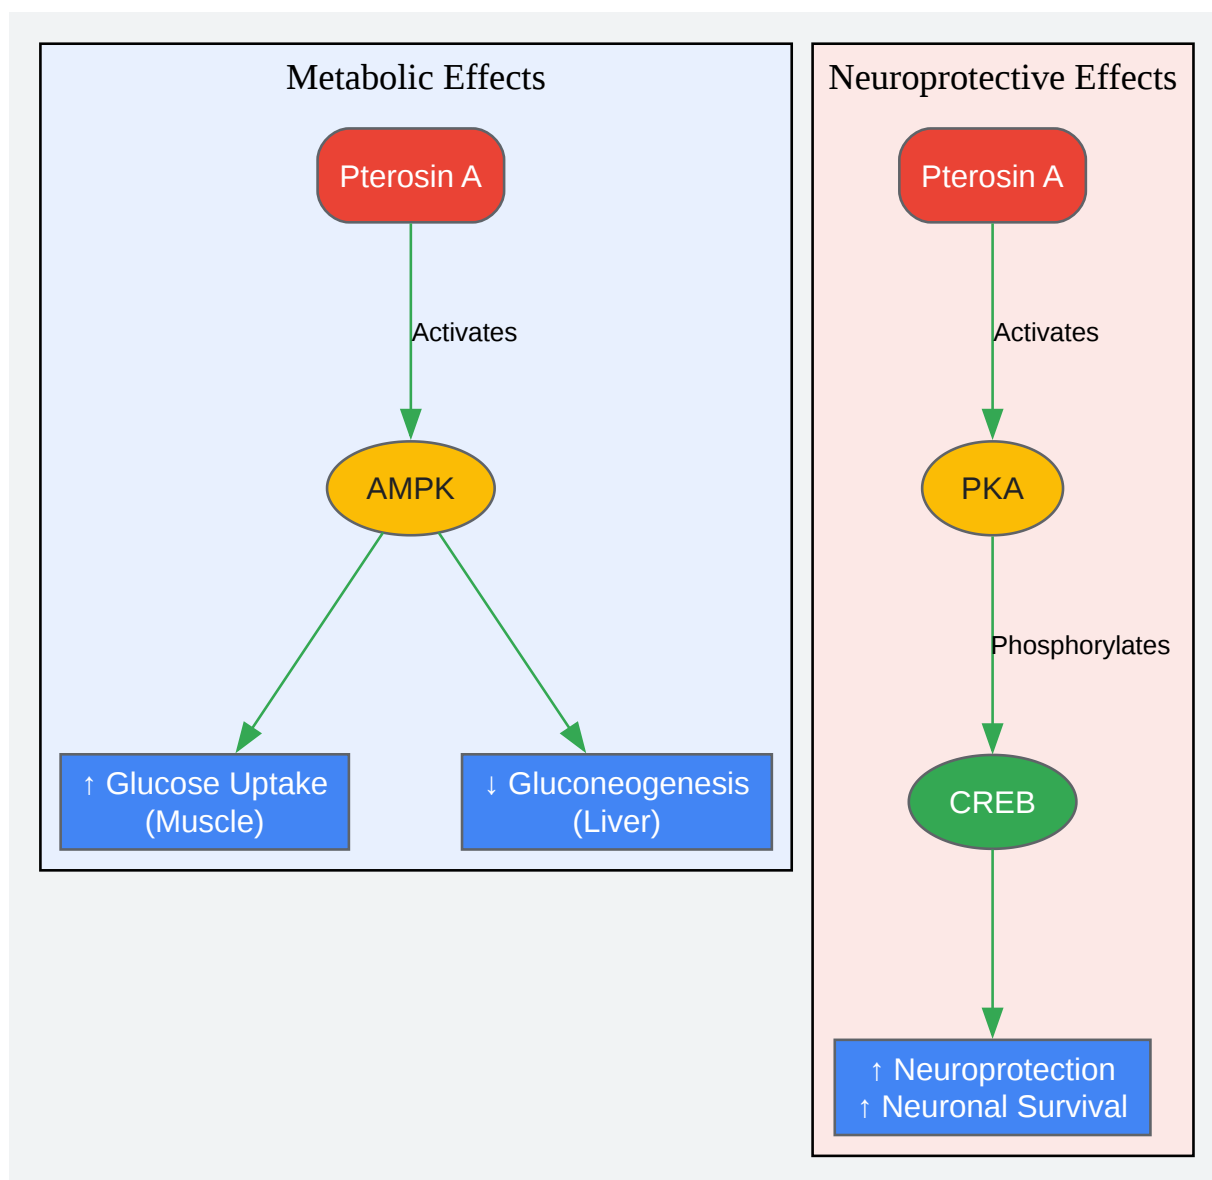 Metabolic Effects
Pterosin A
Activates
AMPK
↑ Glucose Uptake
(Muscle)
↓ Gluconeogenesis
(Liver)
Neuroprotective Effects
Pterosin A
Activates
PKA
Phosphorylates
CREB
↑ Neuroprotection
↑ Neuronal Survival